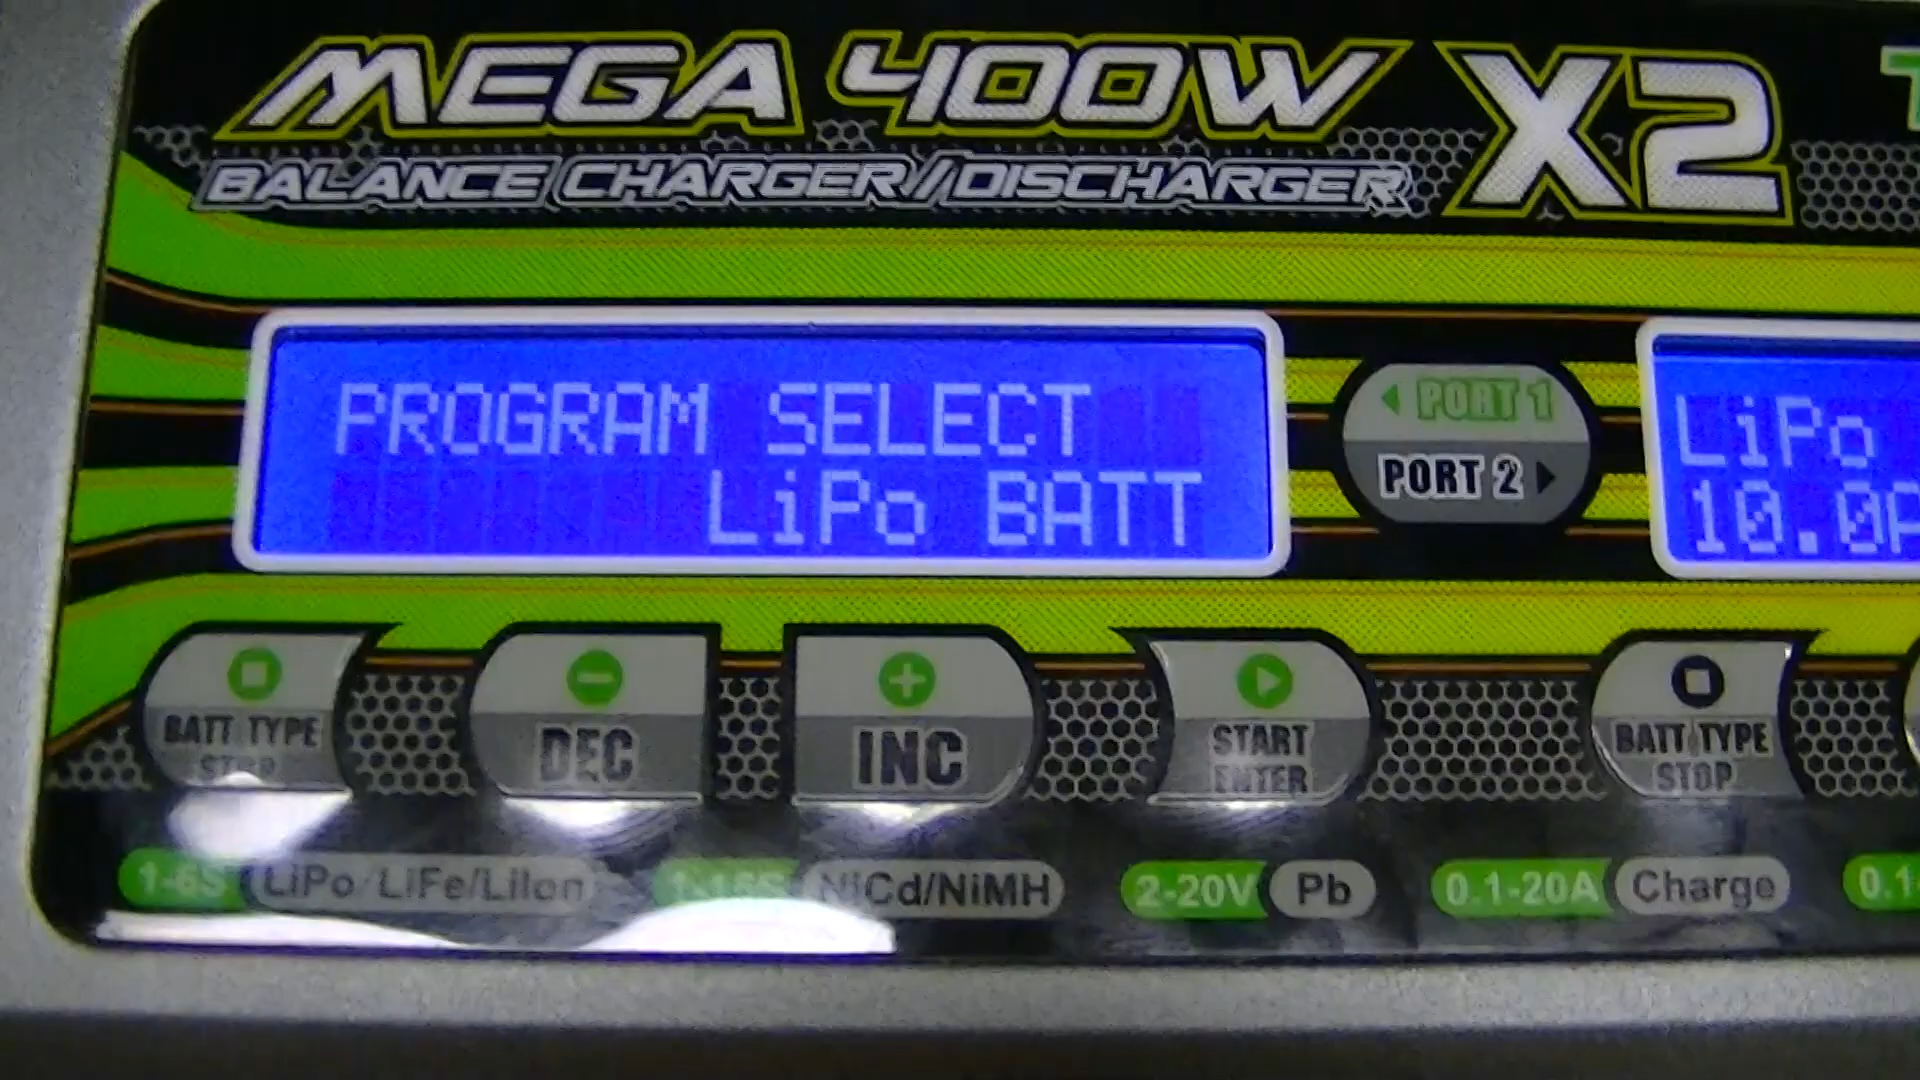 MEGA 400W X2
BALANCE CHARGER/DISCHARGER
PROGRAM SELECT
LiPo BATT
PORT 1
PORT 2
LiPo
10.0A
BATT TYPE
STOP
DEC
INC
START
ENTER
BATT TYPE
STOP
1-6S LiPo/LiFe/LiIon
1-15S NiCd/NiMH
2-20V Pb
0.1-20A Charge
0.1